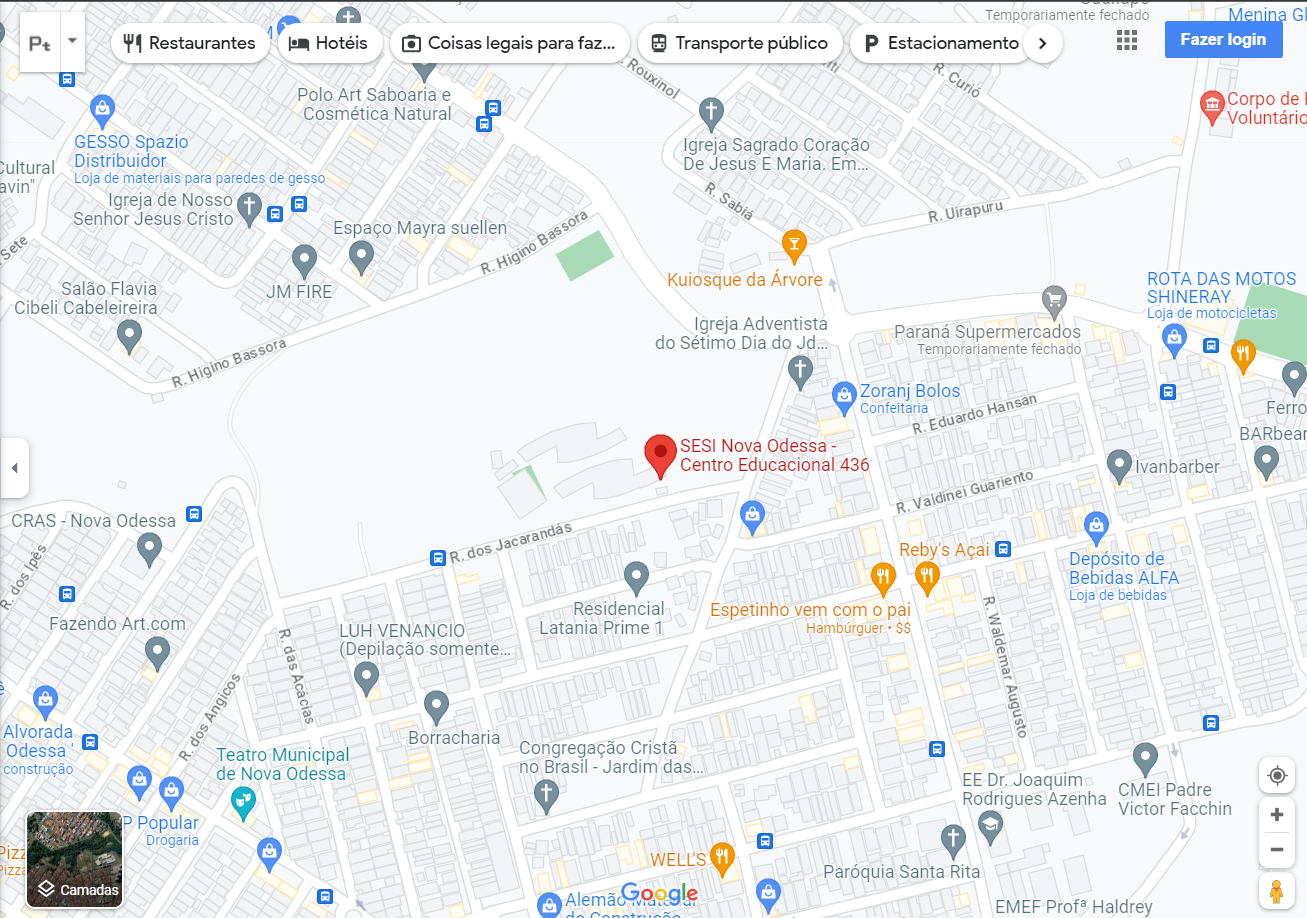 Guaxupé
Temporariamente fechado
Menina Gl
Fazer login
Restaurantes
Hotéis
Coisas legais para faz...
Transporte público
Estacionamento
R. Rouxinol
R. Curió
Polo Art Saboaria e
Cosmética Natural
Corpo de
Voluntário
GESSO Spazio
Distribuidor
Loja de materiais para paredes de gesso
Igreja Sagrado Coração
De Jesus E Maria. Em...
Cultural
avin"
Igreja de Nosso
Senhor Jesus Cristo
R. Sabiá
R. Uirapuru
Espaço Mayra suellen
R. Higino Bassora
Sete
Kuiosque da Árvore
JM FIRE
ROTA DAS MOTOS
SHINERAY
Loja de motocicletas
Salão Flavia
Cibeli Cabeleireira
Igreja Adventista
do Sétimo Dia do Jd...
Paraná Supermercados
Temporariamente fechado
R. Higino Bassora
Zoranj Bolos
Confeitaria
R. Eduardo Hansan
Ferro
BARbear
SESI Nova Odessa -
Centro Educacional 436
Ivanbarber
R. Valdinei Guariento
CRAS - Nova Odessa
R. dos Jacarandás
Reby's Açai
Depósito de
Bebidas ALFA
Loja de bebidas
R. dos Ipês
Residencial
Latania Prime 1
Espetinho vem com o pai
Hambúrguer • $$
Fazendo Art.com
LUH VENANCIO
(Depilação somente...
R. das Acácias
R. Waldemar Augusto
R. dos Angicos
Alvorada
Odessa
construção
Borracharia
Teatro Municipal
de Nova Odessa
Congregação Cristã
no Brasil - Jardim das...
EE Dr. Joaquim
Rodrigues Azenha
CMEI Padre
Victor Facchin
P Popular
Drogaria
Pizz
Pizza
WELL'S
Paróquia Santa Rita
Camadas
Google
Alemão Material
de Construção
EMEF Profª Haldrey